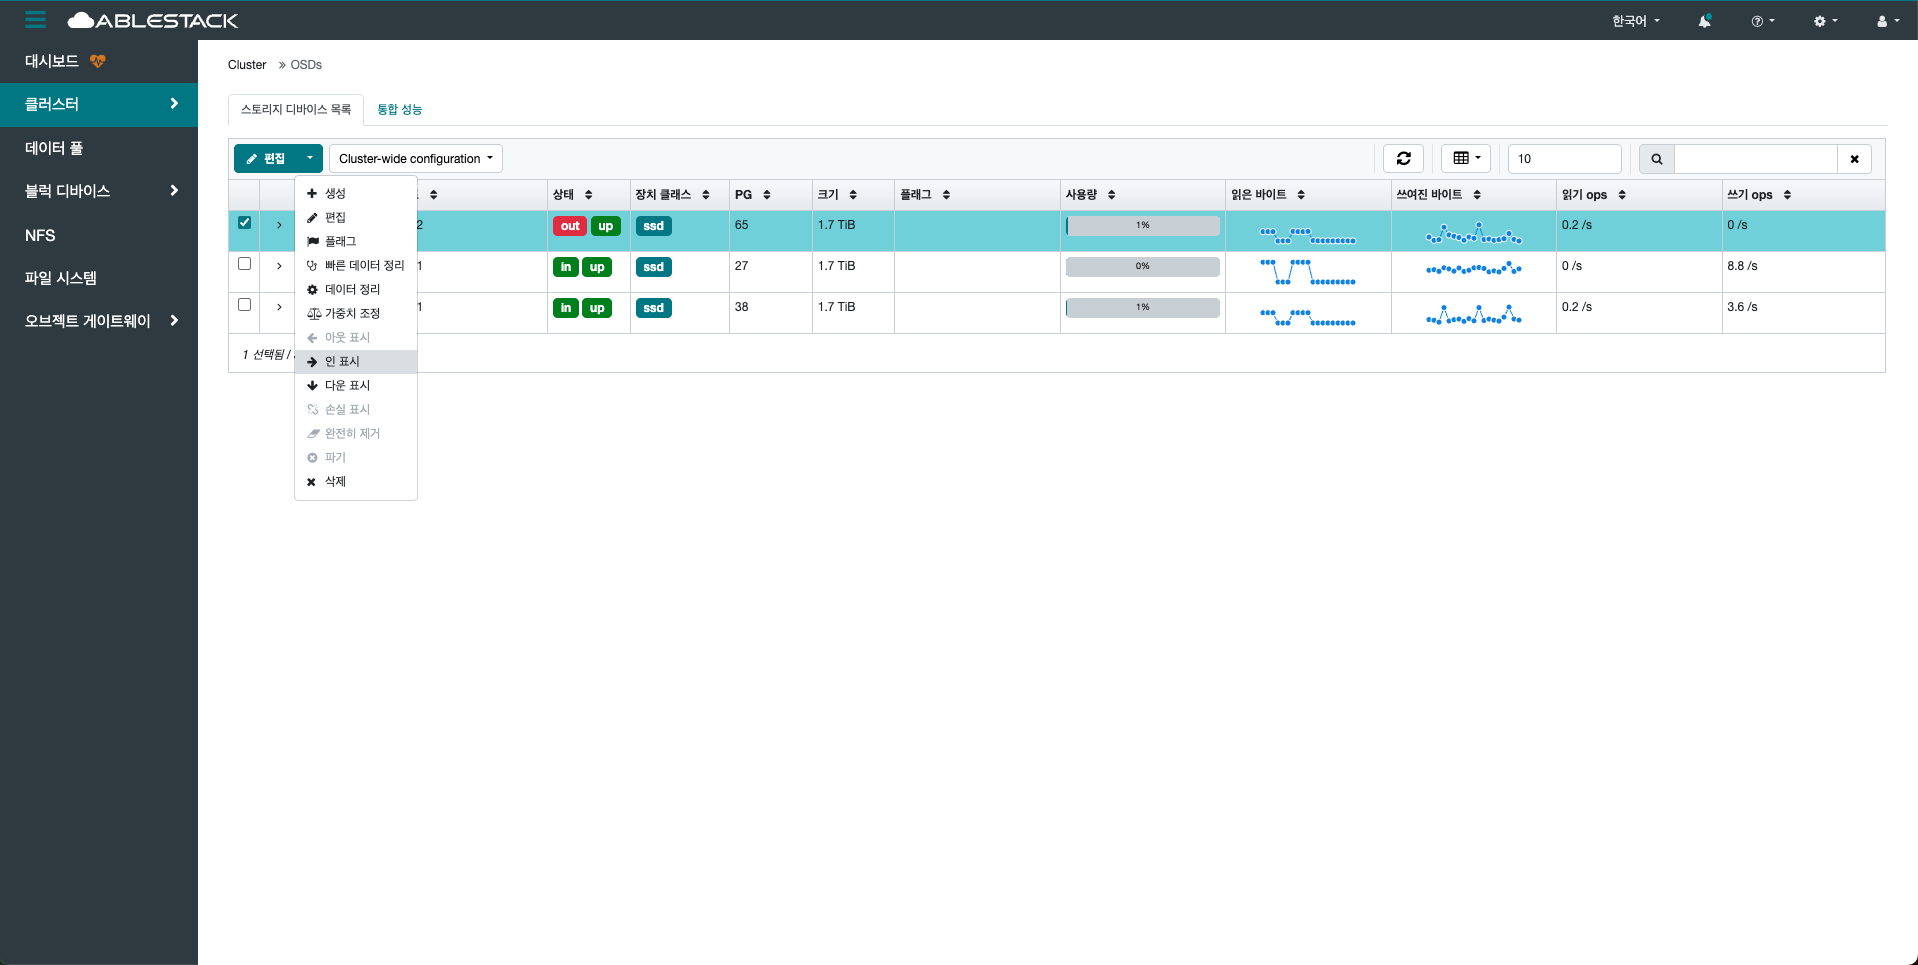 ABLESTACK
한국어
대시보드
클러스터
데이터 풀
블럭 디바이스
NFS
파일 시스템
오브젝트 게이트웨이
Cluster » OSDs
스토리지 디바이스 목록 통합 성능
편집 Cluster-wide configuration 10
상태 장치 클래스 PG 크기 플래그 사용량 읽은 바이트 쓰여진 바이트 읽기 ops 쓰기 ops
2 out up ssd 65 1.7 TiB 1% 0.2 /s 0 /s
1 in up ssd 27 1.7 TiB 0% 0 /s 8.8 /s
1 in up ssd 38 1.7 TiB 1% 0.2 /s 3.6 /s
1 선택됨 /
생성
편집
플래그
빠른 데이터 정리
데이터 정리
가중치 조정
아웃 표시
인 표시
다운 표시
손실 표시
완전히 제거
파기
삭제